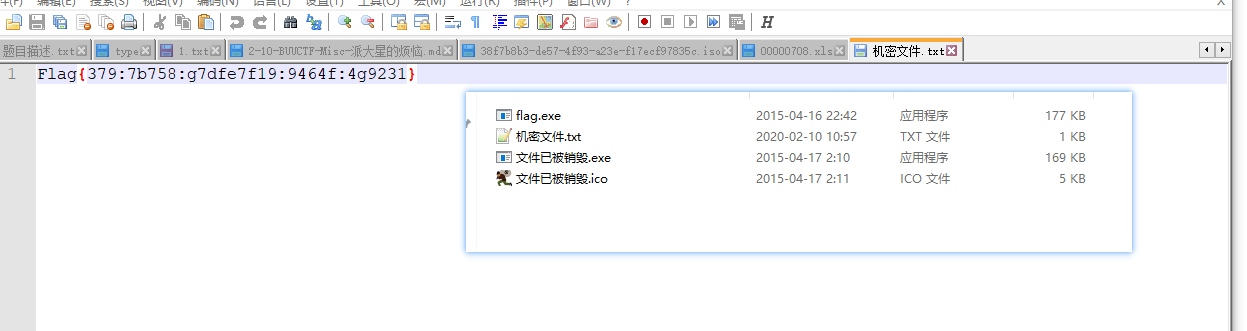 编辑(E) 搜索(S) 视图(V) 编码(N) 语言(L) 设置(T) 工具(O) 宏(M) 运行(R) 插件(P) 窗口(W) ? X
题目描述.txt type 1.txt 2-10-BUUCTF-Misc-派大星的烦恼.md 38f7b8b3-de57-4f93-a23e-f17ecf97835c.iso 00000708.xls 机密文件.txt
1 Flag{379:7b758:g7dfe7f19:9464f:4g9231}
flag.exe 2015-04-16 22:42 应用程序 177 KB
机密文件.txt 2020-02-10 10:57 TXT 文件 1 KB
文件已被销毁.exe 2015-04-17 2:10 应用程序 169 KB
文件已被销毁.ico 2015-04-17 2:11 ICO 文件 5 KB